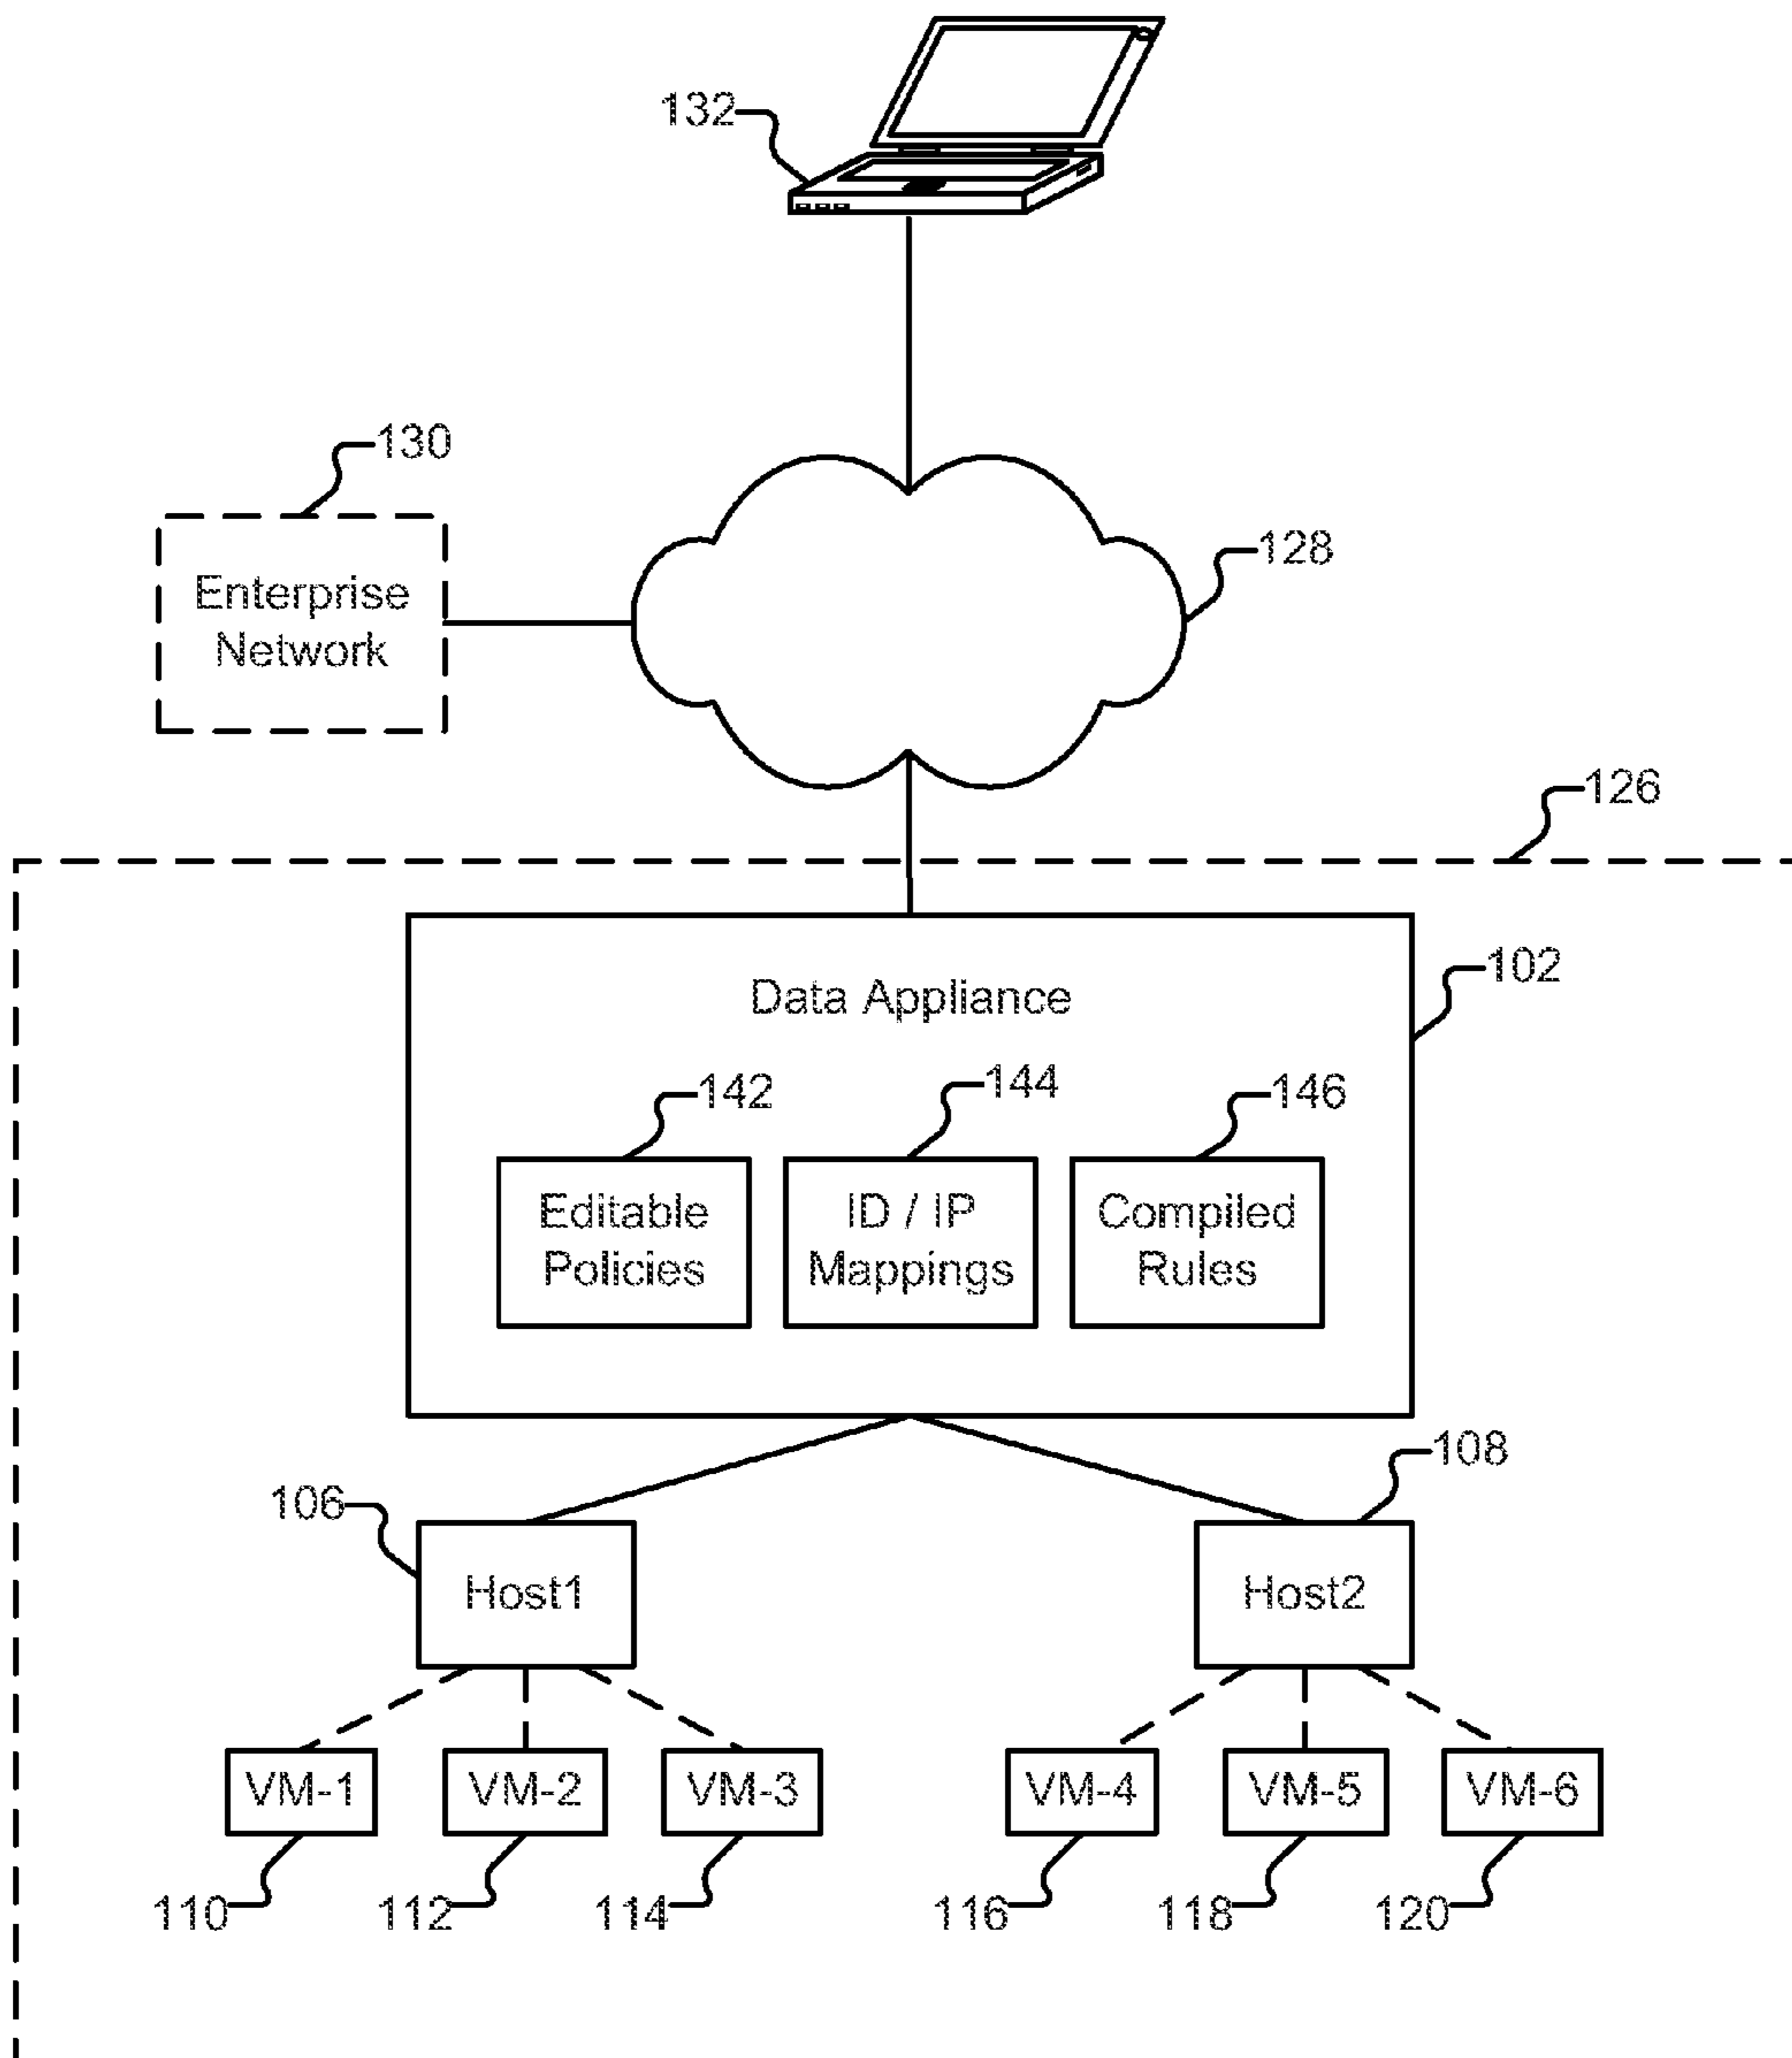 132
130
Enterprise
Network
128
126
102
Data Appliance
142
144
146
Editable
Policies
ID / IP
Mappings
Compiled
Rules
108
106
Host1
Host2
VM-1
VM-2
VM-3
VM-4
VM-5
VM-6
110
112
114
116
118
120